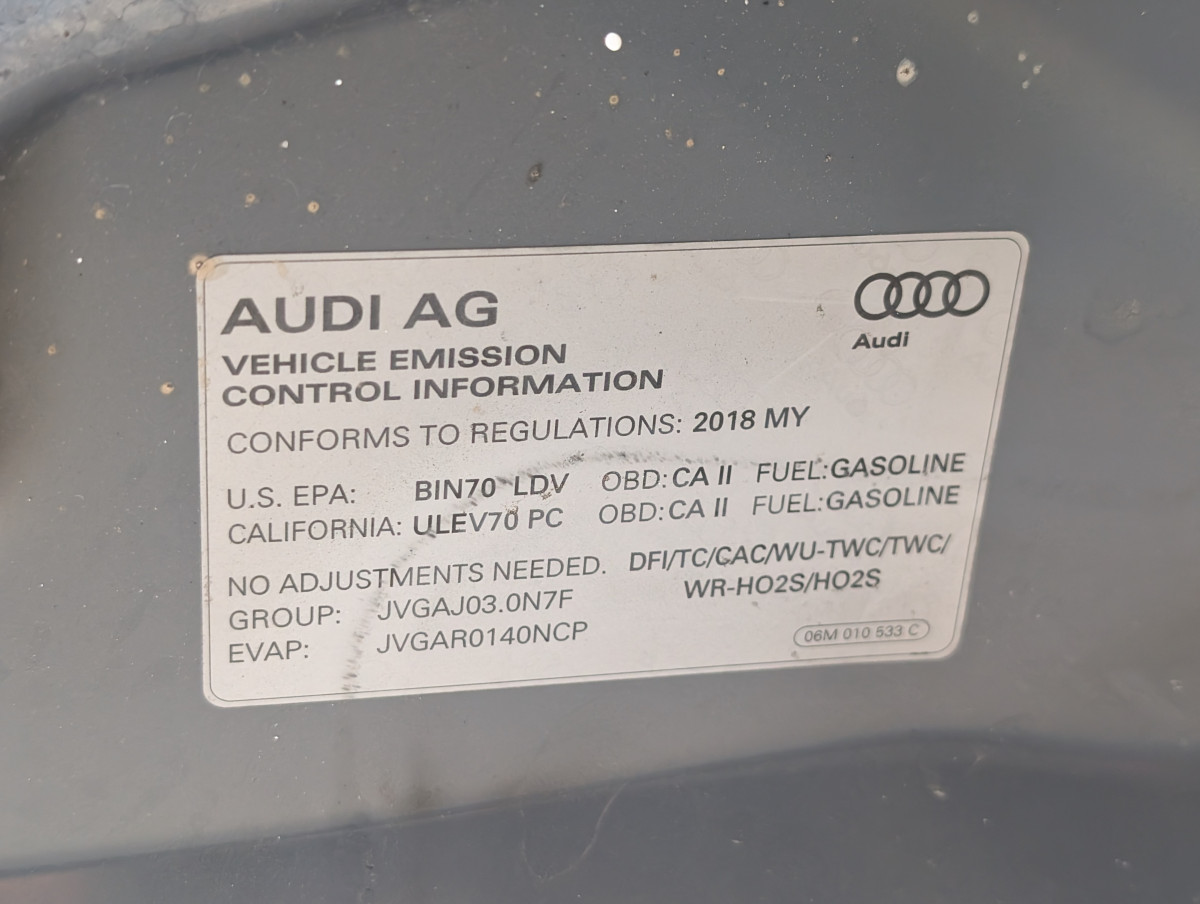 AUDI AG
Audi
VEHICLE EMISSION
CONTROL INFORMATION
CONFORMS TO REGULATIONS: 2018 MY
U.S. EPA: BIN70 LDV OBD: CA II FUEL: GASOLINE
CALIFORNIA: ULEV70 PC OBD: CA II FUEL: GASOLINE
NO ADJUSTMENTS NEEDED. DFI/TC/CAC/WU-TWC/TWC/
WR-HO2S/HO2S
GROUP: JVGAJ03.0N7F
EVAP: JVGAR0140NCP
06M 010 533 C